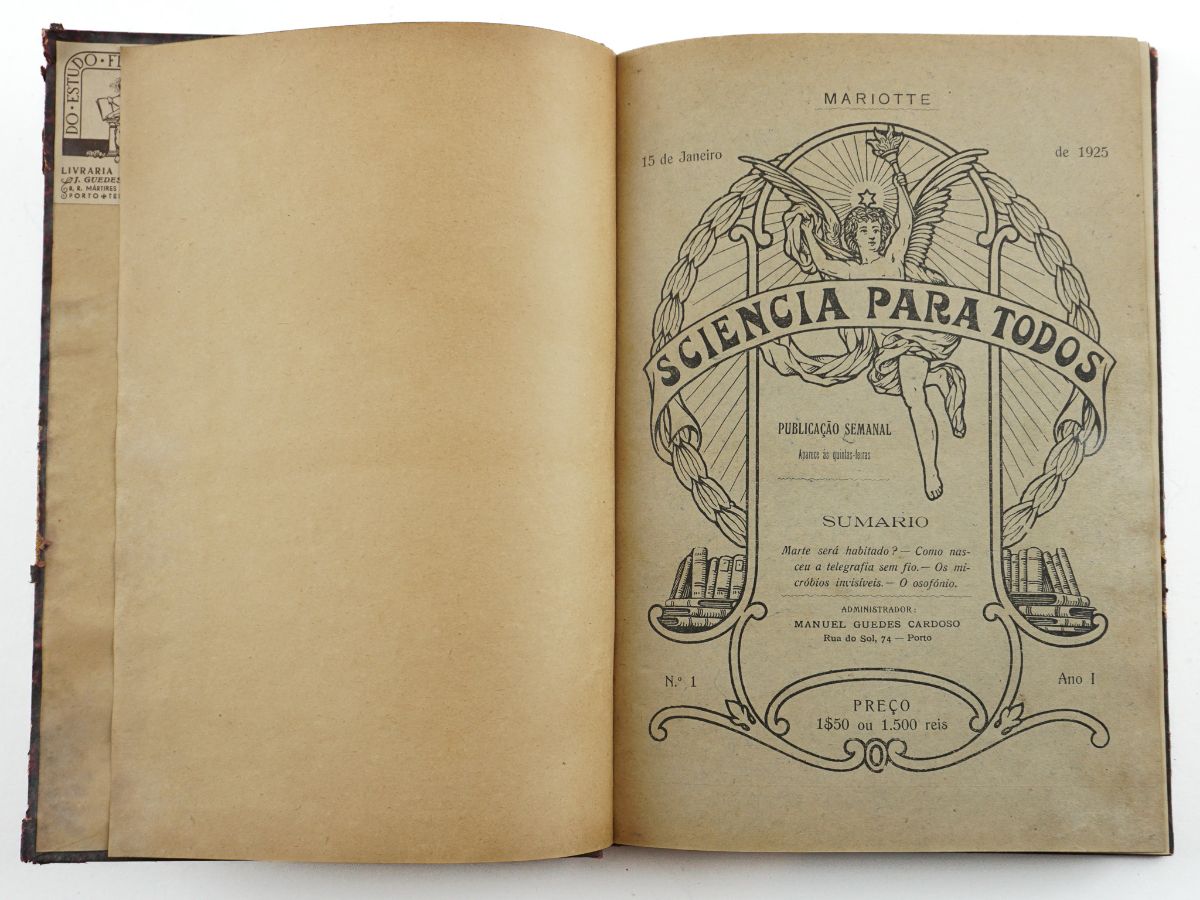 DO • ESTUDO •
LIVRARIA
J. GUEDES
R. MÁRTIRES
PORTO
MARIOTTE
15 de Janeiro de 1925
SCIENCIA PARA TODOS
PUBLICAÇÃO SEMANAL
Aparece às quintas-feiras
SUMARIO
Marte será habitado? — Como nas-
ceu a telegrafia sem fio. — Os mi-
cróbios invisíveis. — O osofónio.
ADMINISTRADOR:
MANUEL GUEDES CARDOSO
Rua do Sol, 74 — Porto
N.º 1 Ano I
PREÇO
1$50 ou 1.500 reis